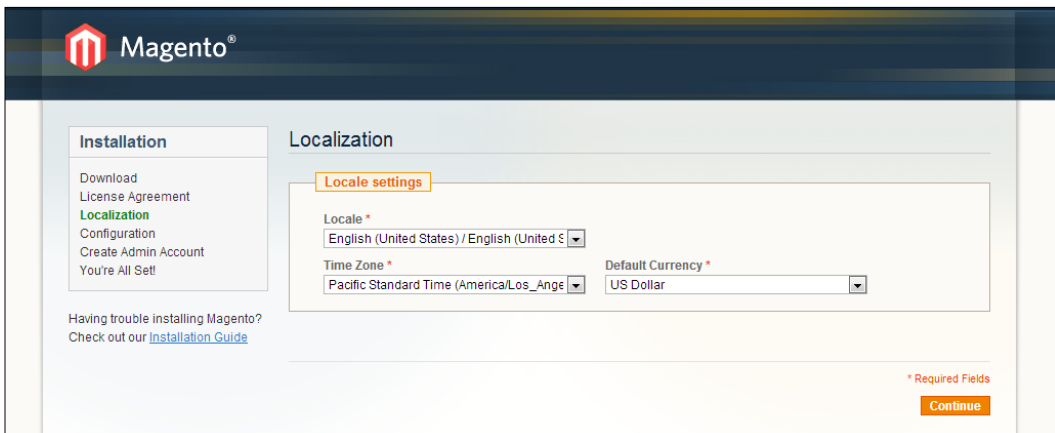 Magento®
Installation
Download
License Agreement
Localization
Configuration
Create Admin Account
You're All Set!
Having trouble installing Magento?
Check out our Installation Guide
Localization
Locale settings
Locale *
English (United States) / English (United S
Time Zone * Default Currency *
Pacific Standard Time (America/Los_Ange US Dollar
* Required Fields
Continue